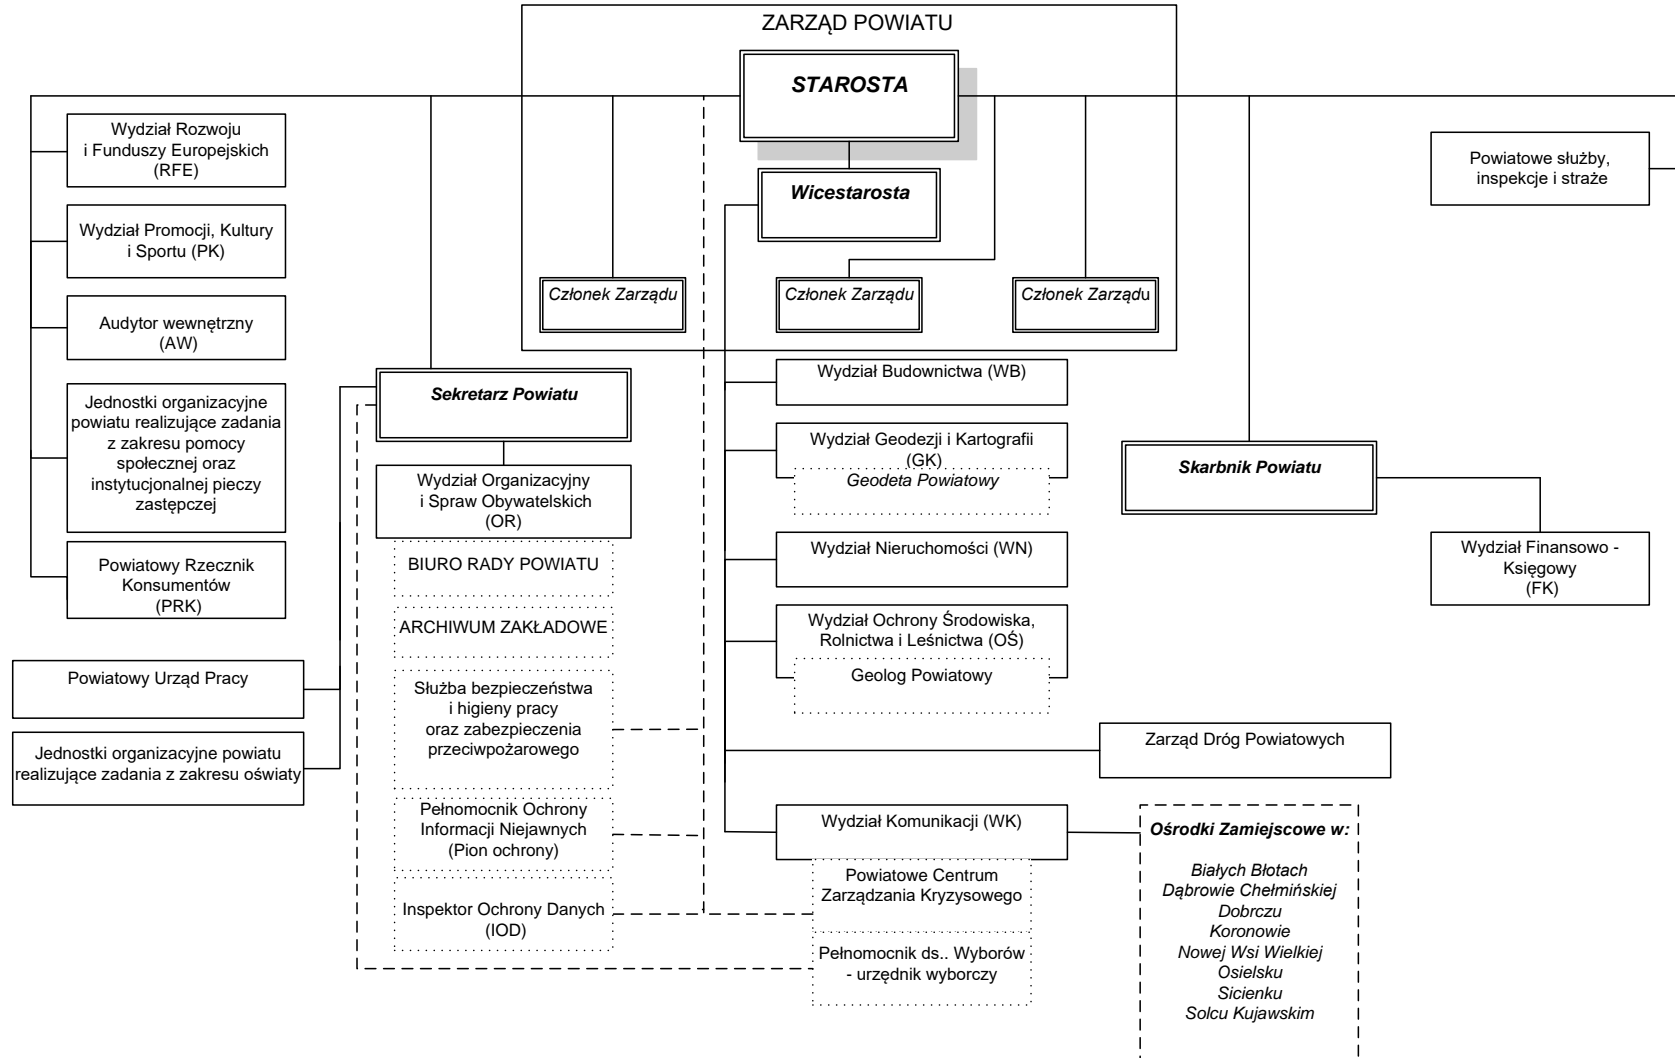 ZARZĄD POWIATU
STAROSTA
Wicestarosta
Członek Zarządu
Członek Zarządu
Członek Zarządu
Wydział Rozwoju
i Funduszy Europejskich
(RFE)
Wydział Promocji, Kultury
i Sportu (PK)
Audytor wewnętrzny
(AW)
Jednostki organizacyjne
powiatu realizujące zadania
z zakresu pomocy
społecznej oraz
instytucjonalnej pieczy
zastępczej
Powiatowy Rzecznik
Konsumentów
(PRK)
Powiatowy Urząd Pracy
Jednostki organizacyjne powiatu
realizujące zadania z zakresu oświaty
Sekretarz Powiatu
Wydział Organizacyjny
i Spraw Obywatelskich
(OR)
BIURO RADY POWIATU
ARCHIWUM ZAKŁADOWE
Służba bezpieczeństwa
i higieny pracy
oraz zabezpieczenia
przeciwpożarowego
Pełnomocnik Ochrony
Informacji Niejawnych
(Pion ochrony)
Inspektor Ochrony Danych
(IOD)
Wydział Budownictwa (WB)
Wydział Geodezji i Kartografii
(GK)
Geodeta Powiatowy
Wydział Nieruchomości (WN)
Wydział Ochrony Środowiska,
Rolnictwa i Leśnictwa (OŚ)
Geolog Powiatowy
Zarząd Dróg Powiatowych
Wydział Komunikacji (WK)
Powiatowe Centrum
Zarządzania Kryzysowego
Pełnomocnik ds.. Wyborów
- urzędnik wyborczy
Ośrodki Zamiejscowe w:
Białych Błotach
Dąbrowie Chełmińskiej
Dobrczu
Koronowie
Nowej Wsi Wielkiej
Osielsku
Sicienku
Solcu Kujawskim
Powiatowe służby,
inspekcje i straże
Skarbnik Powiatu
Wydział Finansowo -
Księgowy
(FK)